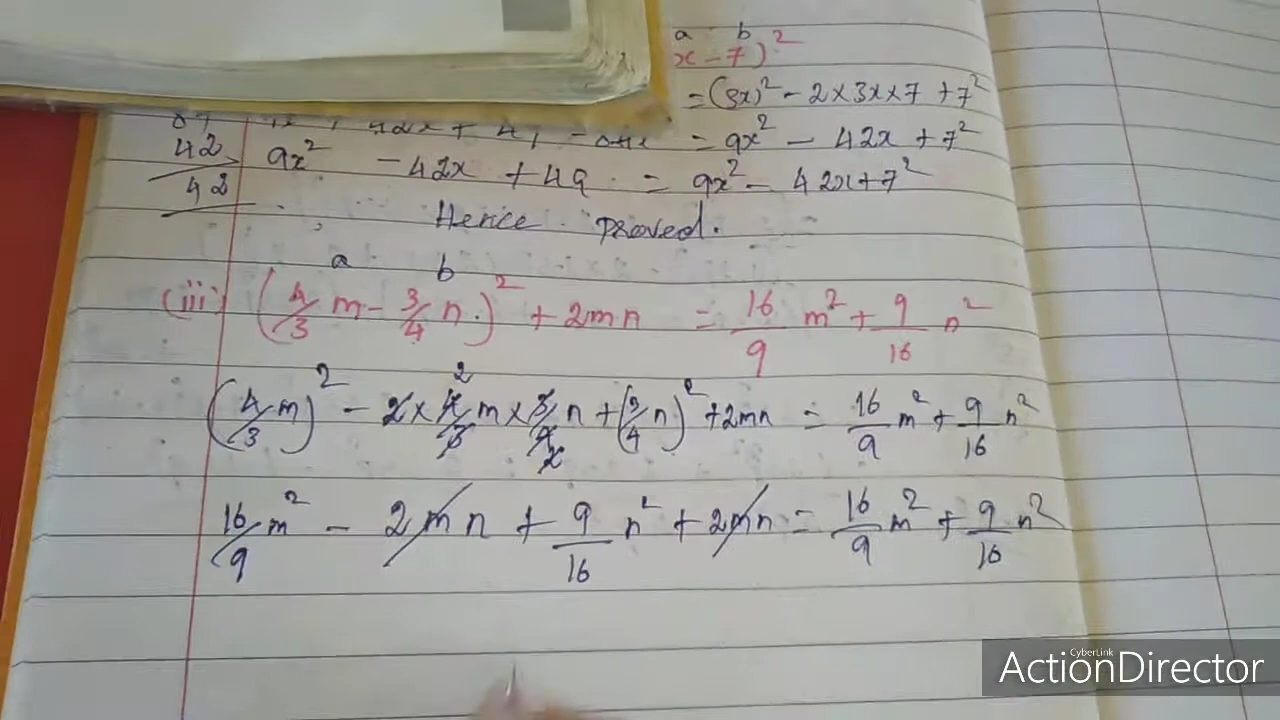 a b
x - 7)²
= (3x)² - 2×3x×7 + 7²
= 9x² - 42x + 7²
42
9x² - 42x + 49 = 9x² - 42x + 7²
42
Hence proved.
a b
(iii) (4/3 m - 3/4 n)² + 2mn = 16/9 m² + 9/16 n²
2
(4/3 m)² - 2 × 4/3 m × 3/4 n + (3/4 n)² + 2mn = 16/9 m² + 9/16 n²
2
16/9 m² - 2mn + 9/16 n² + 2mn = 16/9 m² + 9/16 n²
CyberLink
ActionDirector